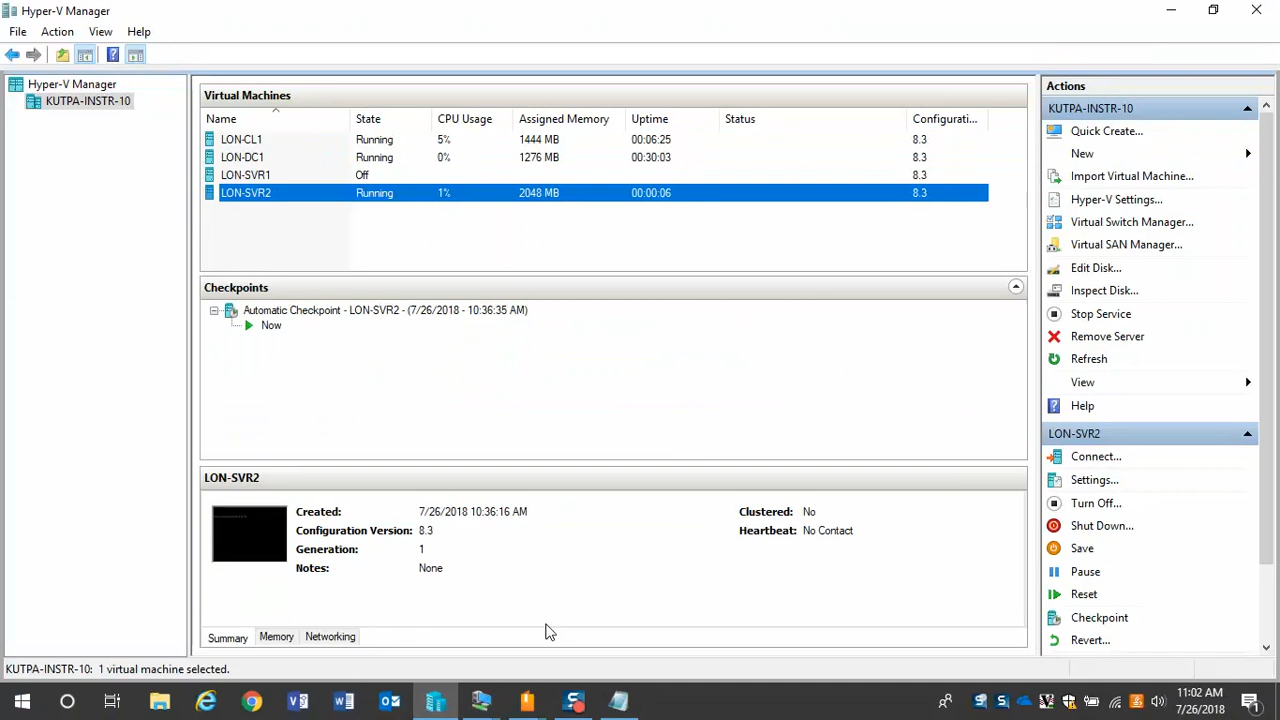 Hyper-V Manager
File Action View Help
Hyper-V Manager
KUTPA-INSTR-10
Virtual Machines
Name State CPU Usage Assigned Memory Uptime Status Configurati...
LON-CL1 Running 5% 1444 MB 00:06:25 8.3
LON-DC1 Running 0% 1276 MB 00:30:03 8.3
LON-SVR1 Off 8.3
LON-SVR2 Running 1% 2048 MB 00:00:06 8.3
Checkpoints
Automatic Checkpoint - LON-SVR2 - (7/26/2018 - 10:36:35 AM)
Now
LON-SVR2
Created: 7/26/2018 10:36:16 AM Clustered: No
Configuration Version: 8.3 Heartbeat: No Contact
Generation: 1
Notes: None
Summary Memory Networking
Actions
KUTPA-INSTR-10
Quick Create...
New
Import Virtual Machine...
Hyper-V Settings...
Virtual Switch Manager...
Virtual SAN Manager...
Edit Disk...
Inspect Disk...
Stop Service
Remove Server
Refresh
View
Help
LON-SVR2
Connect...
Settings...
Turn Off...
Shut Down...
Save
Pause
Reset
Checkpoint
Revert...
KUTPA-INSTR-10: 1 virtual machine selected.
11:02 AM
7/26/2018